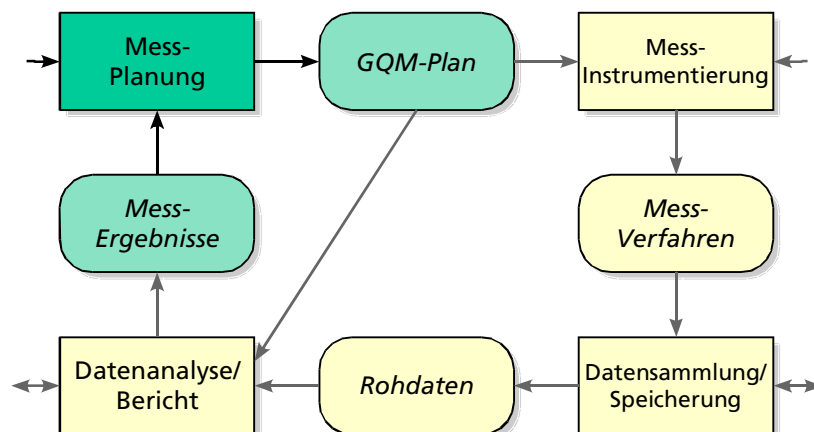 Mess-
Planung
GQM-Plan
Mess-
Instrumentierung
Mess-
Ergebnisse
Mess-
Verfahren
Datenanalyse/
Bericht
Rohdaten
Datensammlung/
Speicherung